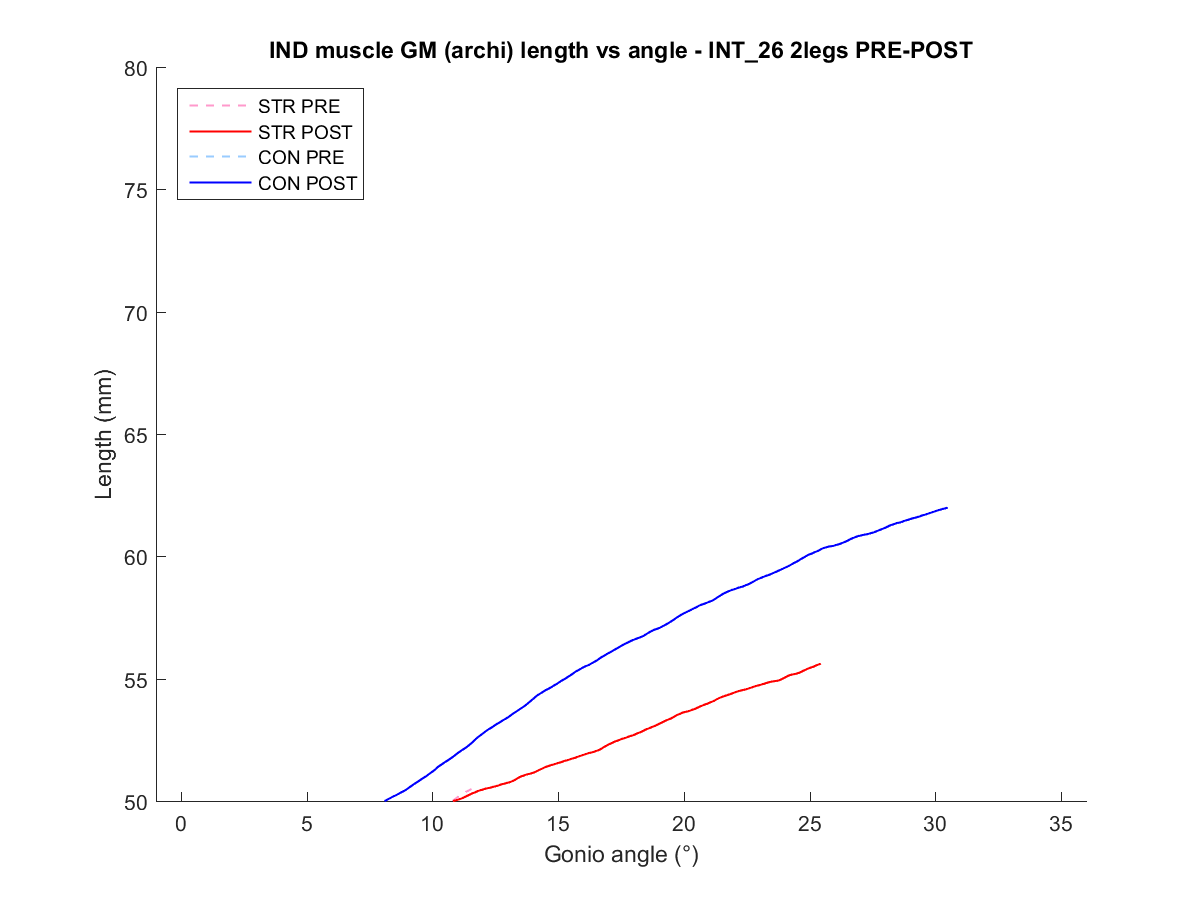 IND muscle GM (archi) length vs angle - INT_26 2legs PRE-POST
80
75
70
65
60
55
50
Length (mm)
STR PRE
STR POST
CON PRE
CON POST
0 5 10 15 20 25 30 35
Gonio angle (°)